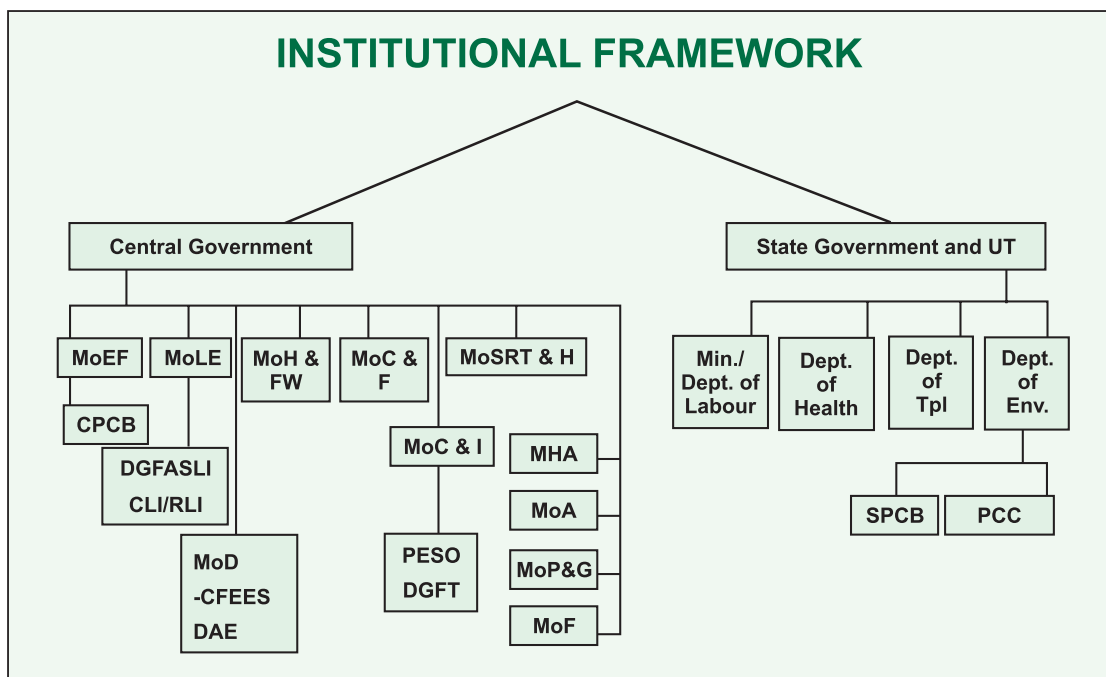 INSTITUTIONAL FRAMEWORK
Central Government
State Government and UT
MoEF
MoLE
MoH &
FW
MoC &
F
MoSRT & H
CPCB
DGFASLI
CLI/RLI
MoD
-CFEES
DAE
MoC & I
PESO
DGFT
MHA
MoA
MoP&G
MoF
Min./
Dept. of
Labour
Dept.
of
Health
Dept.
of
Tpl
Dept.
of
Env.
SPCB
PCC